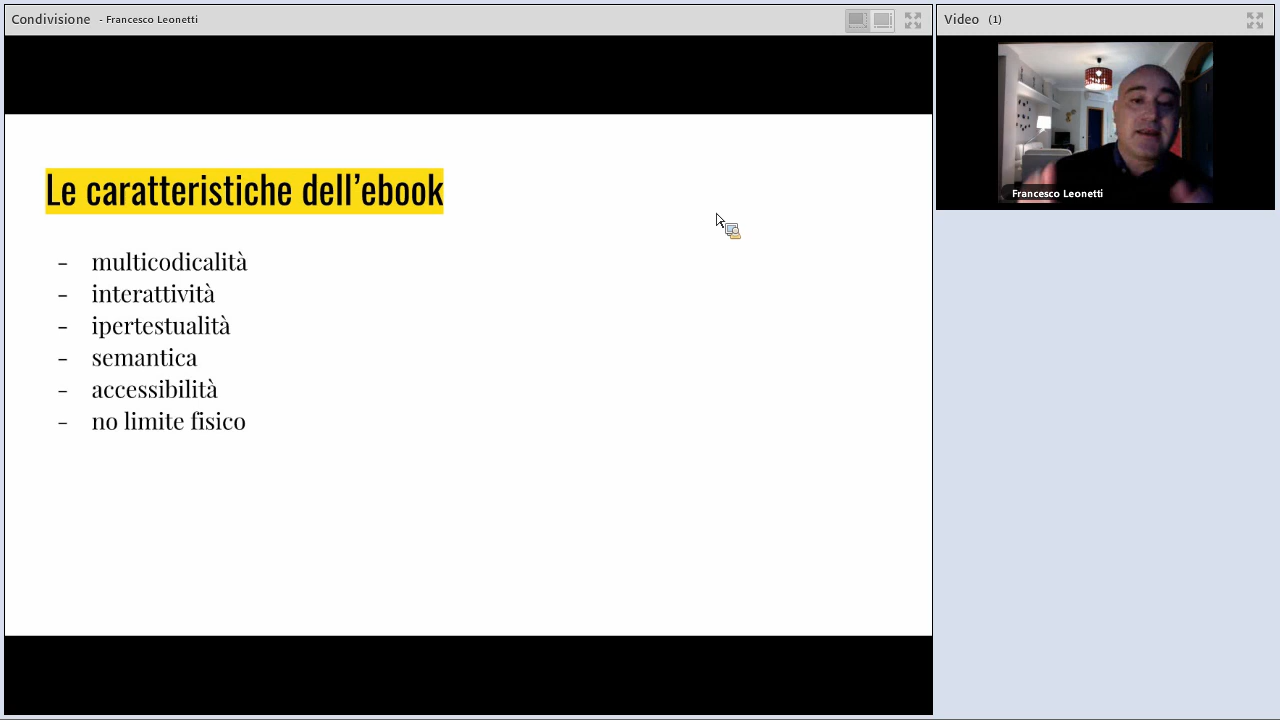 Condivisione - Francesco Leonetti
Video (1)
Le caratteristiche dell’ebook
- multicodicalità
- interattività
- ipertestualità
- semantica
- accessibilità
- no limite fisico
Francesco Leonetti